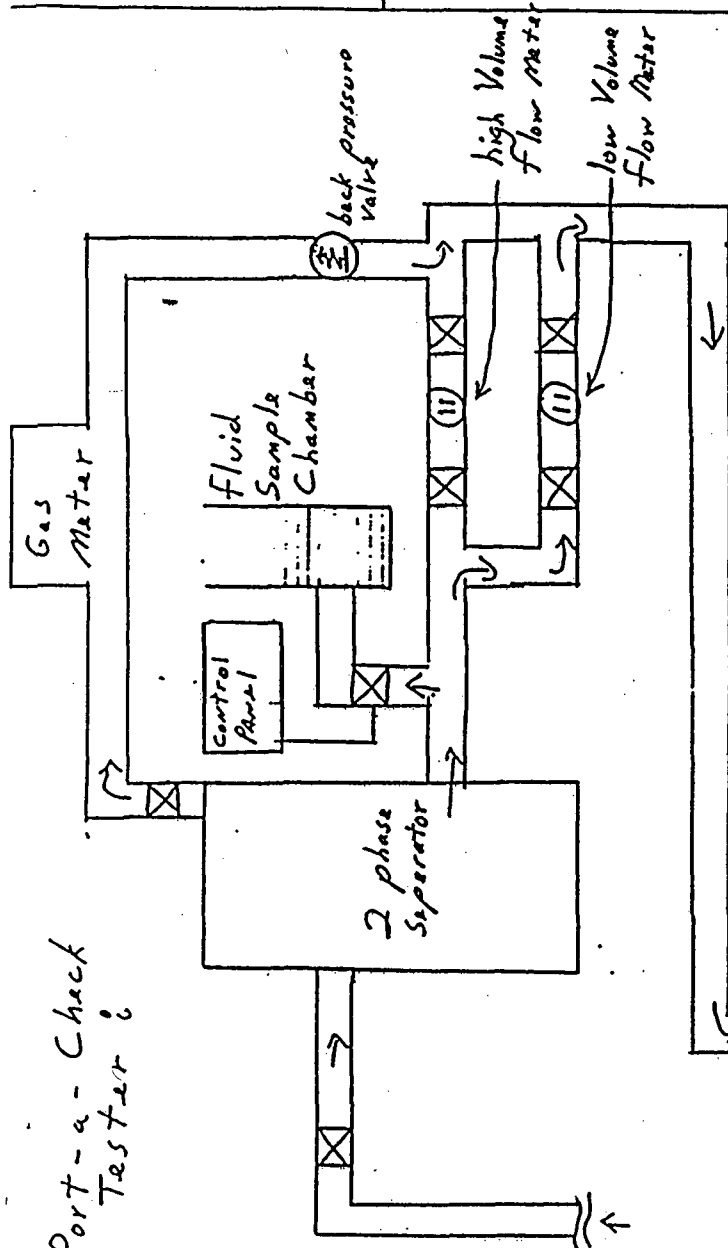 Port-a-Check
Tester:
Gas
Meter
back pressure
valve
Fluid
Sample
Chamber
control
Panel
high Volume
flow Meter
2 phase
Separator
low Volume
flow Meter